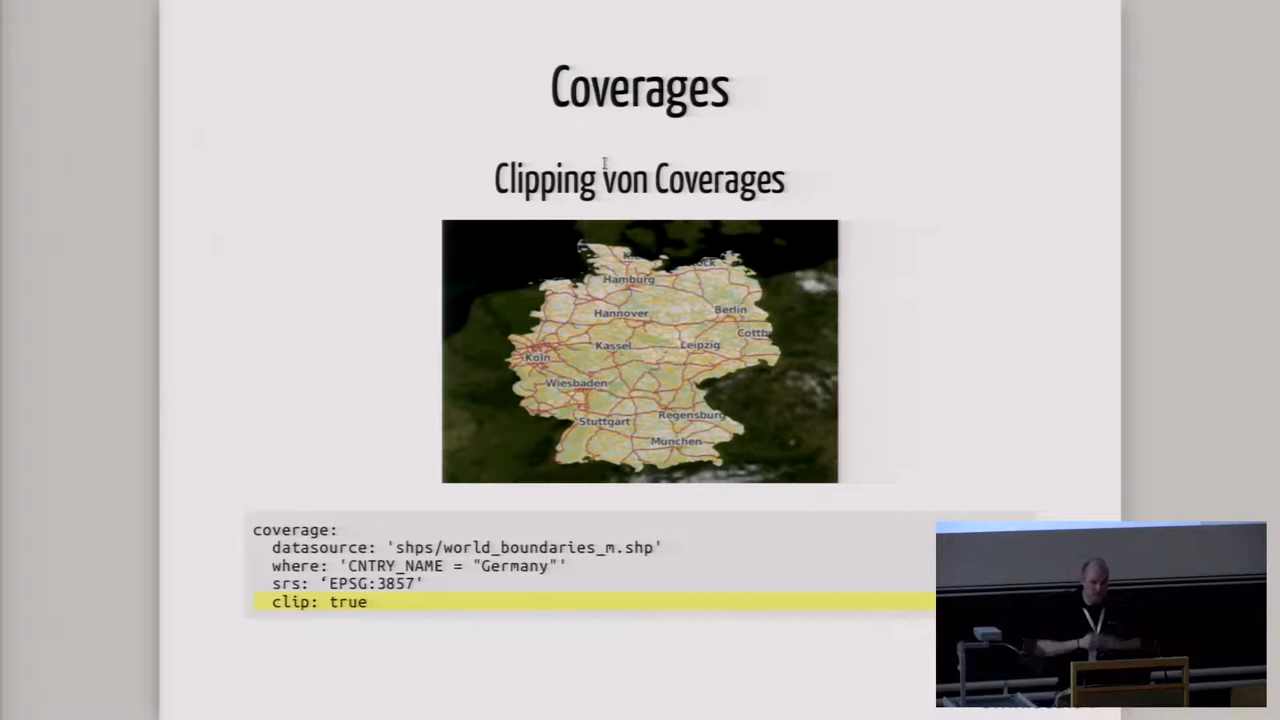 Coverages
Clipping von Coverages
Hamburg
Hannover
Berlin
Kassel
Leipzig
Köln
Wiesbaden
Stuttgart
Regensburg
München
coverage:
datasource: 'shps/world_boundaries_m.shp'
where: 'CNTRY_NAME = "Germany"'
srs: ‘EPSG:3857’
clip: true